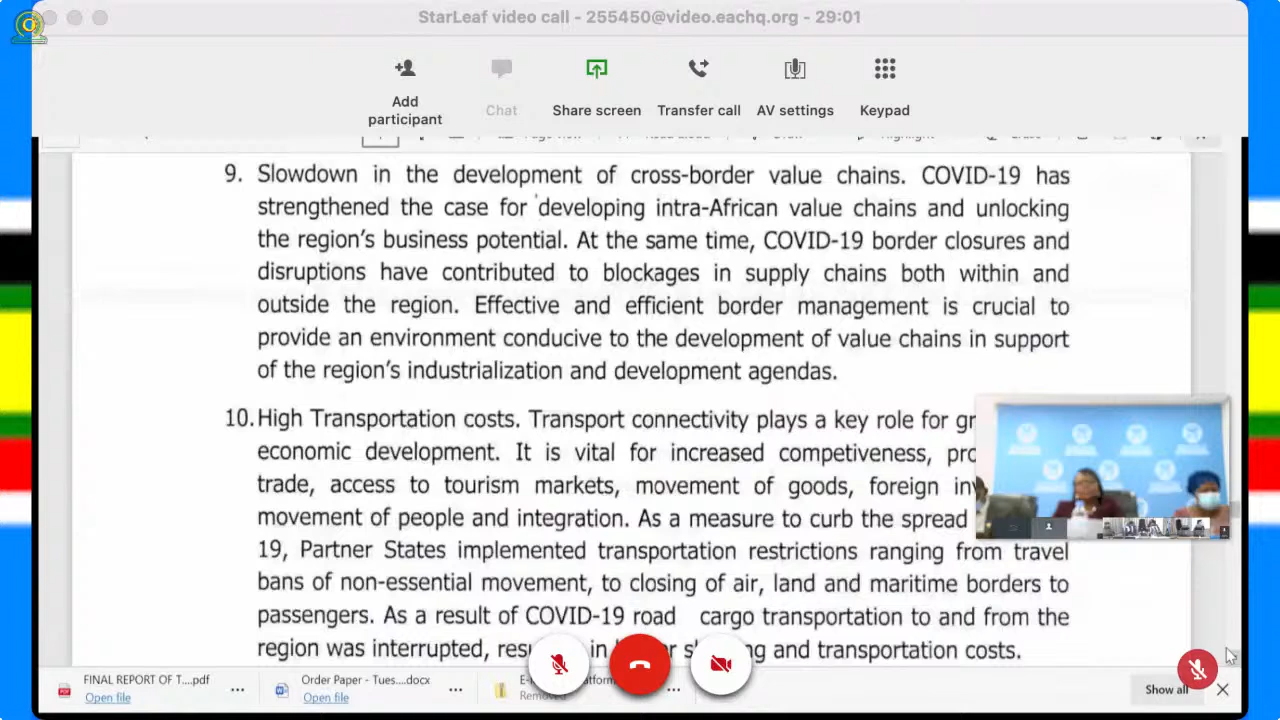 StarLeaf video call - 255450@video.eachq.org - 29:01
Add participant
Chat
Share screen
Transfer call
AV settings
Keypad
9. Slowdown in the development of cross-border value chains. COVID-19 has
strengthened the case for developing intra-African value chains and unlocking
the region's business potential. At the same time, COVID-19 border closures and
disruptions have contributed to blockages in supply chains both within and
outside the region. Effective and efficient border management is crucial to
provide an environment conducive to the development of value chains in support
of the region's industrialization and development agendas.
10. High Transportation costs. Transport connectivity plays a key role for
economic development. It is vital for increased competiveness,
trade, access to tourism markets, movement of goods, foreign
movement of people and integration. As a measure to curb the spread
19, Partner States implemented transportation restrictions ranging from travel
bans of non-essential movement, to closing of air, land and maritime borders to
passengers. As a result of COVID-19 road cargo transportation to and from the
region was interrupted, in and transportation costs.
FINAL REPORT OF T....pdf
Open file
Order Paper - Tues....docx
Open file
Removed
Show all